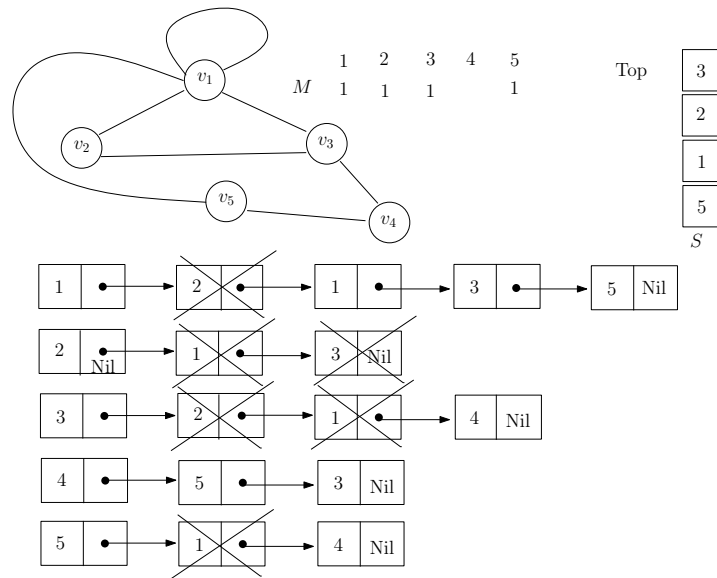 v1
v2
v3
v5
v4
1 2 3 4 5
M 1 1 1 1
Top 3
2
1
5
S
1 2 1 3 5 Nil
2 Nil 1 3 Nil
3 2 1 4 Nil
4 5 3 Nil
5 1 4 Nil